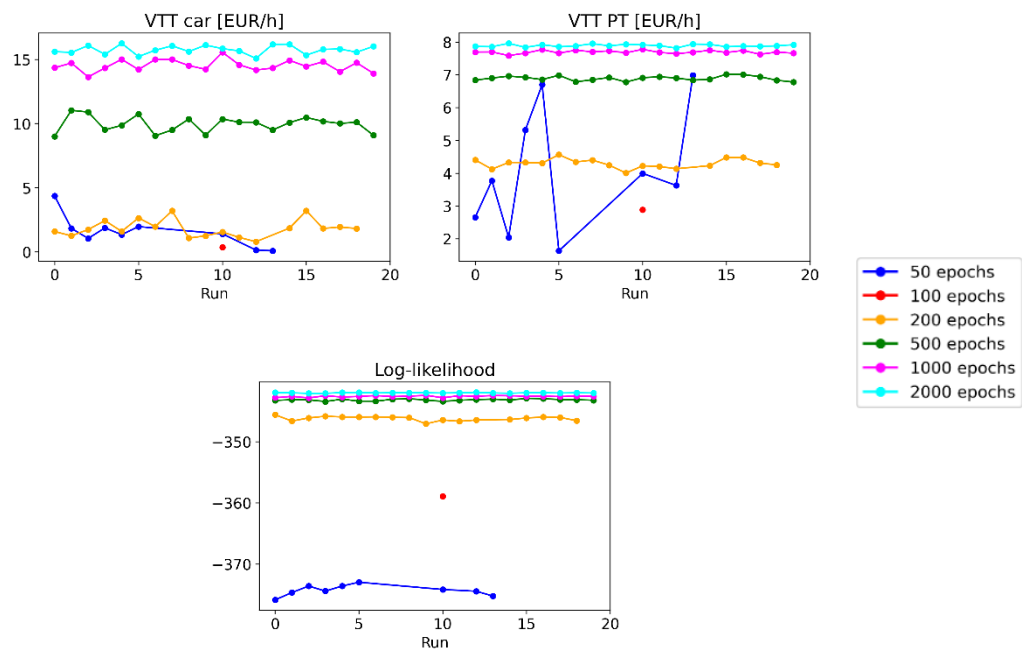 VTT car [EUR/h]
15
10
5
0
0 5 10 15 20
Run
VTT PT [EUR/h]
8
7
6
5
4
3
2
0 5 10 15 20
Run
50 epochs
100 epochs
200 epochs
500 epochs
1000 epochs
2000 epochs
Log-likelihood
−350
−360
−370
0 5 10 15 20
Run